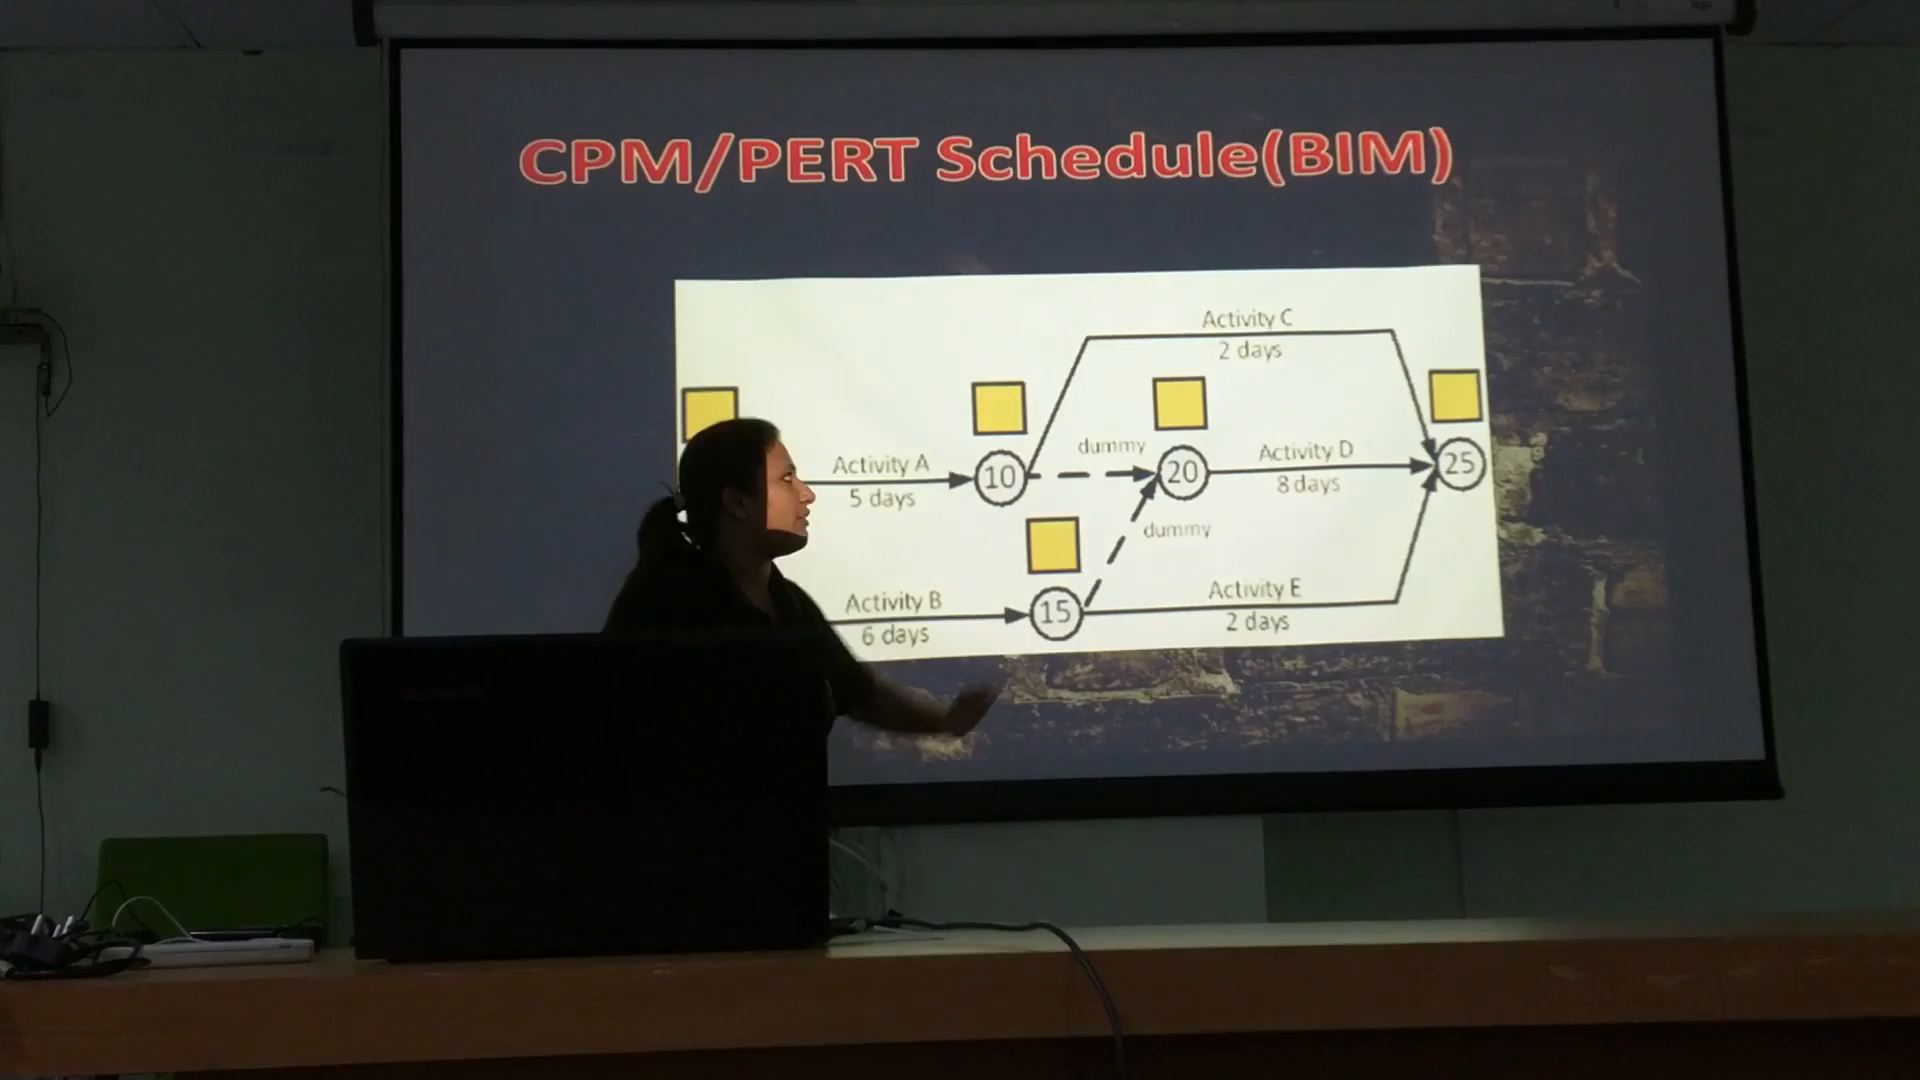 CPM/PERT Schedule(BIM)
Activity C
2 days
dummy
Activity D
8 days
Activity A
5 days
10
20
25
dummy
Activity B
6 days
15
Activity E
2 days